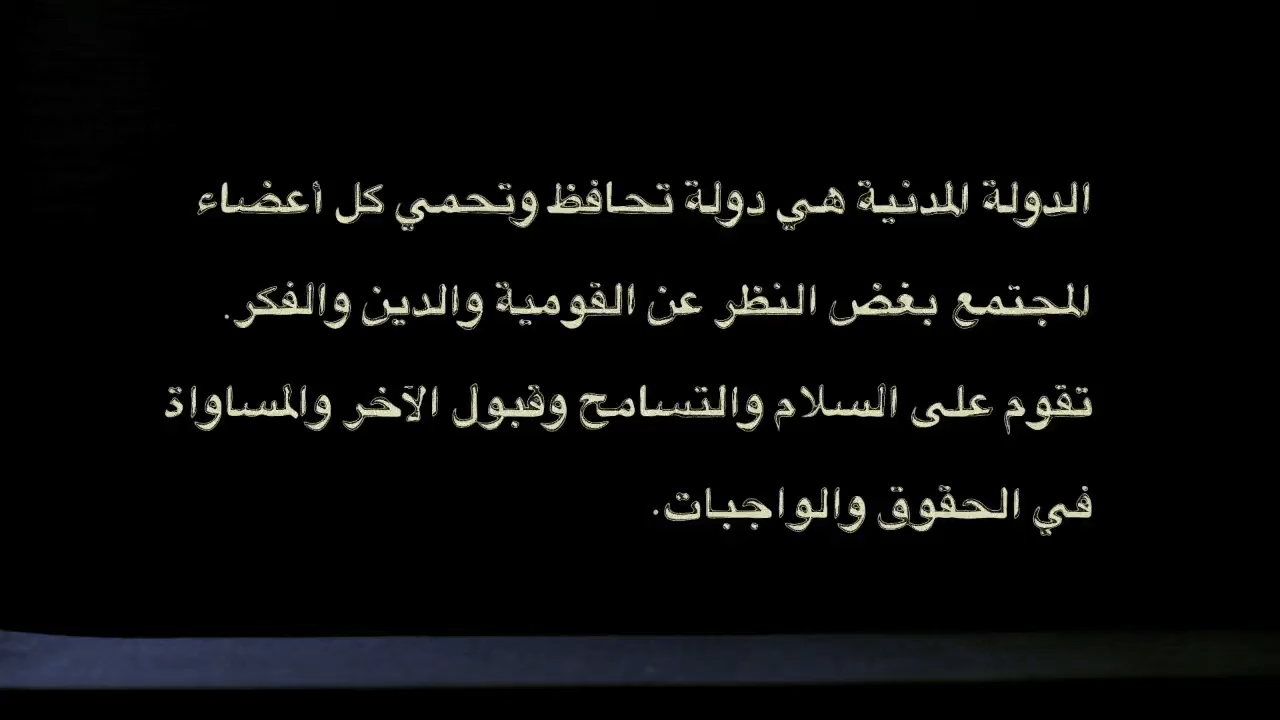 الدولة المدنية هي دولة تحافظ وتحمي كل أعضاء
المجتمع بغض النظر عن القومية والدين والفكر.
تقوم على السلام والتسامح وقبول الآخر والمساواة
في الحقوق والواجبات.